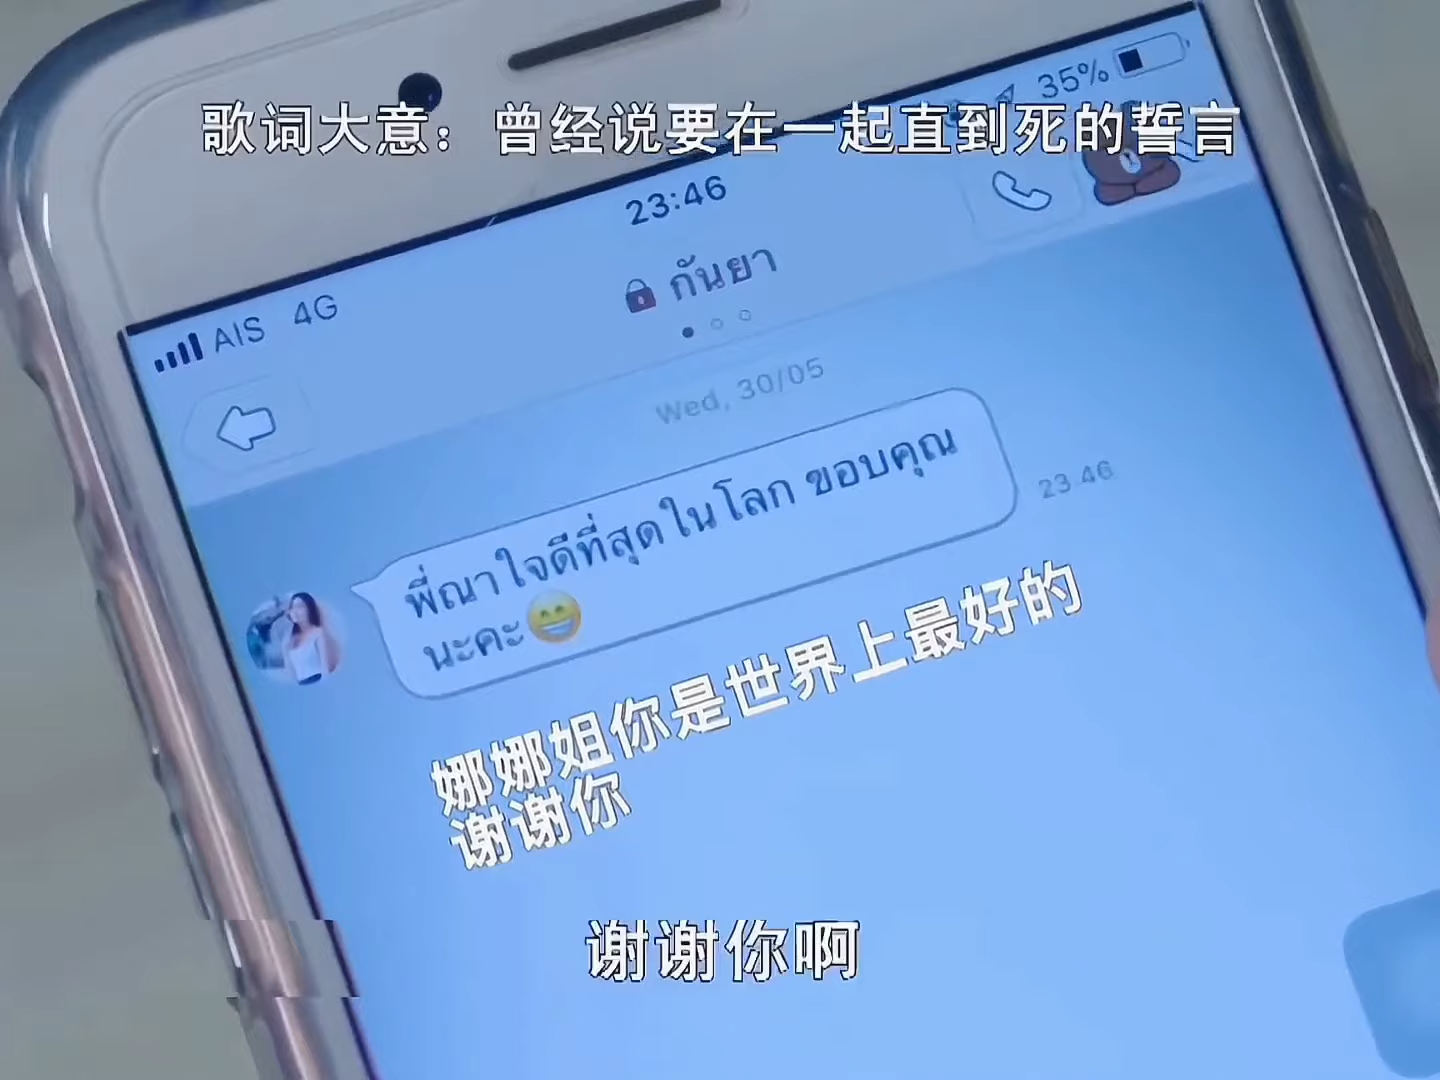 35%
歌词大意：曾经说要在一起直到死的誓言
23:46
AIS 4G
กันยา
Wed, 30/05
พี่ณาใจดีที่สุดในโลก ขอบคุณ
นะคะ😁
23:46
娜娜姐你是世界上最好的
谢谢你
谢谢你啊